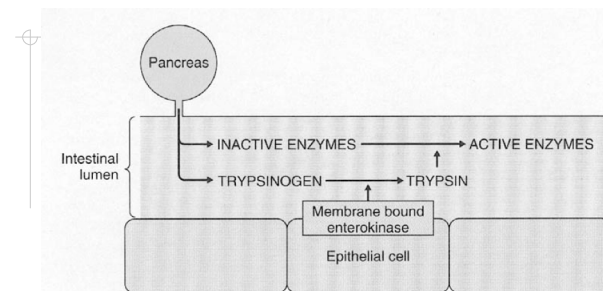 Pancreas
INACTIVE ENZYMES
ACTIVE ENZYMES
Intestinal
lumen
TRYPSINOGEN
TRYPSIN
Membrane bound
enterokinase
Epithelial cell